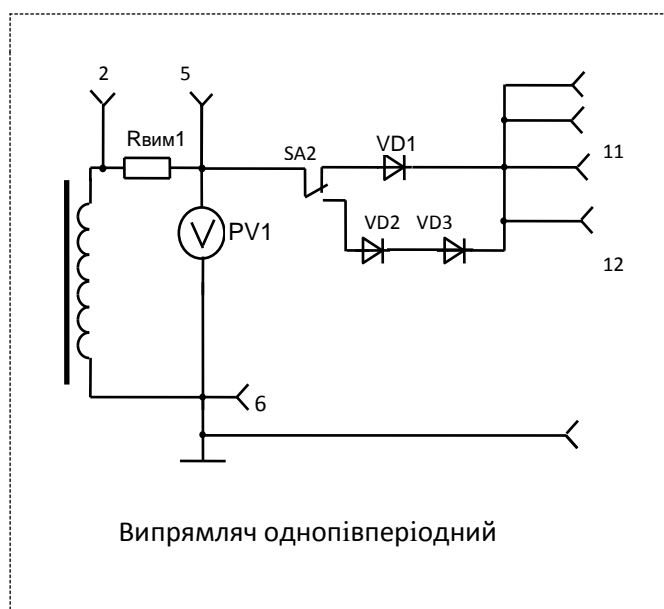 2 5
Rвим1
SA2
VD1
11
V
PV1
VD2 VD3
12
6
Випрямляч однопівперіодний